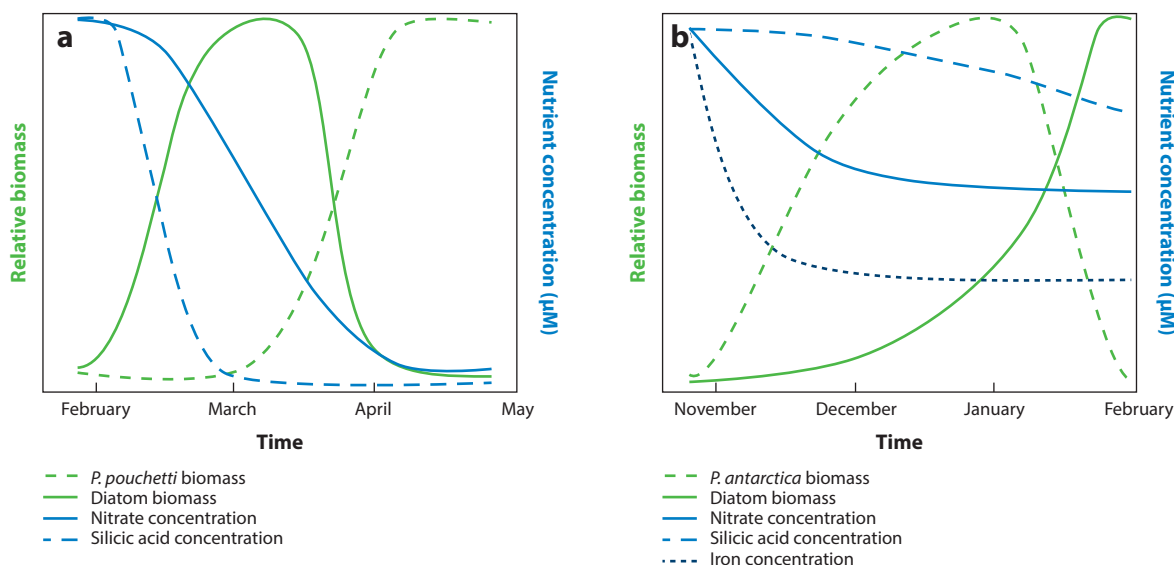 a
Relative biomass
Nutrient concentration (µM)
February March April May
Time
P. pouchetti biomass
Diatom biomass
Nitrate concentration
Silicic acid concentration
b
Relative biomass
Nutrient concentration (µM)
November December January February
Time
P. antarctica biomass
Diatom biomass
Nitrate concentration
Silicic acid concentration
Iron concentration